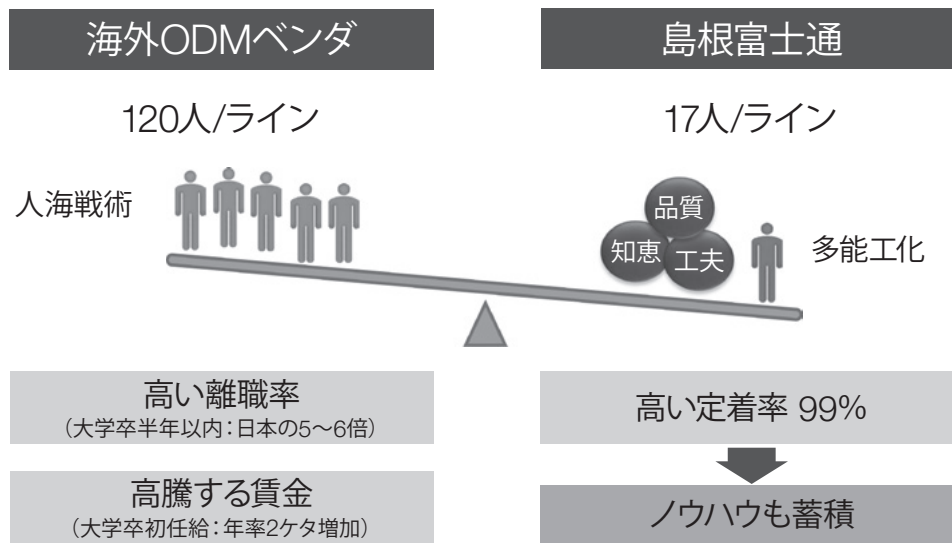 海外ODMベンダ
島根富士通
120人/ライン
17人/ライン
人海戦術
品質
知恵
工夫
多能工化
高い離職率
（大学卒半年以内：日本の5〜6倍）
高騰する賃金
（大学卒初任給：年率2ケタ増加）
高い定着率 99%
ノウハウも蓄積